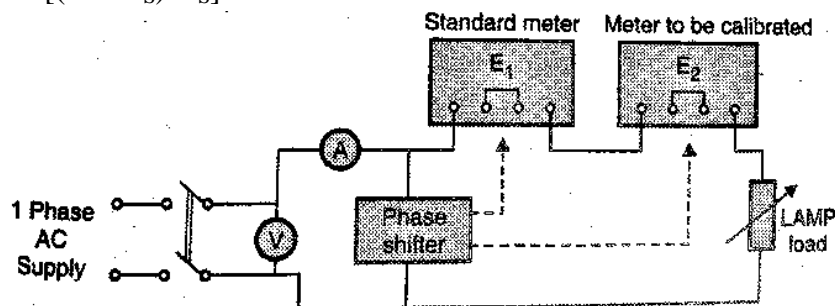 Standard meter Meter to be calibrated
E1 E2
A
1 Phase
AC
Supply
V
Phase
shifter
LAMP
load